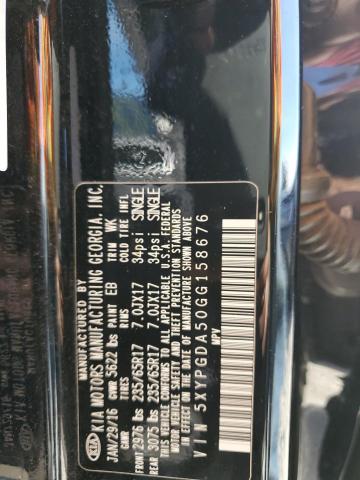 MANUFACTURED BY
KIA KIA MOTORS MANUFACTURING GEORGIA, INC.
JAN/29/16 GVWR 5622 lbs PAINT EB TRIM WK
GAWR TIRES RIMS COLD TIRE INFL
FRONT 2976 lbs 235/65R17 7.0JX17 34psi SINGLE
REAR 3075 lbs 235/65R17 7.0JX17 34psi SINGLE
THIS VEHICLE CONFORMS TO ALL APPLICABLE U.S.A. FEDERAL
MOTOR VEHICLE SAFETY STANDARDS IN EFFECT ON THE DATE OF
MANUFACTURE SHOWN ABOVE.
VIN 5XYPGDA50GG158676
MPV